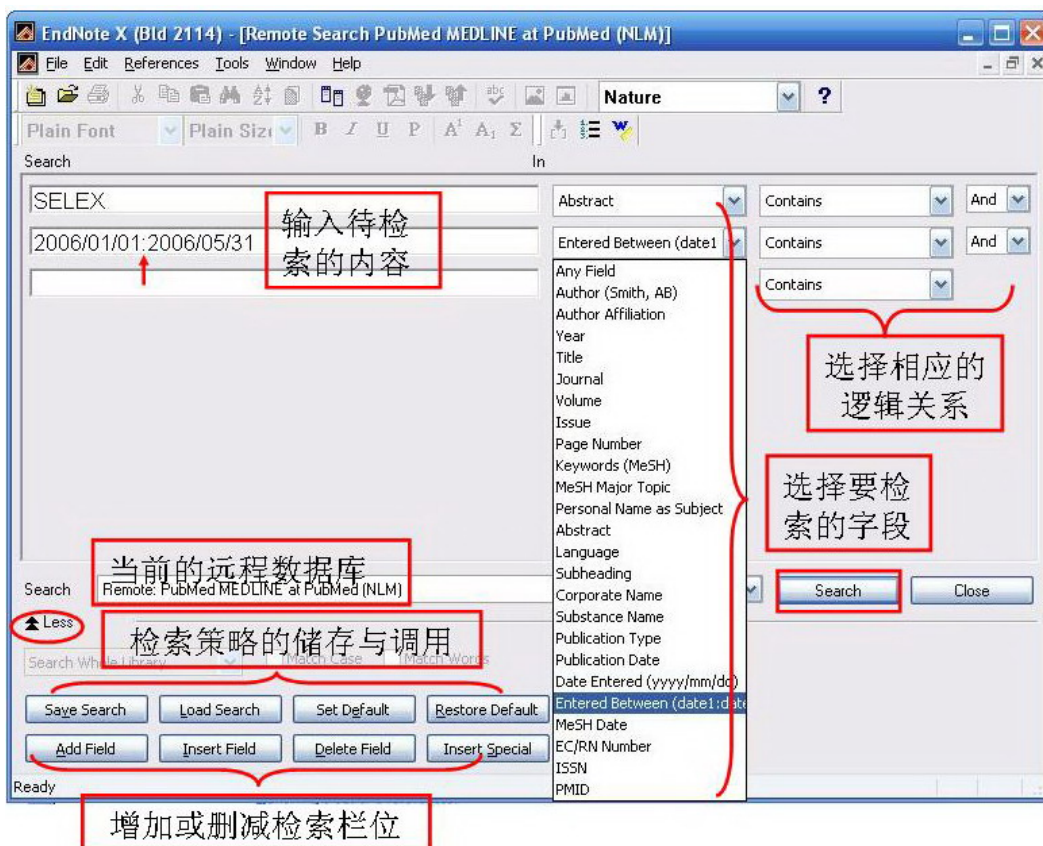 EndNote X (Bld 2114) - [Remote Search PubMed MEDLINE at PubMed (NLM)]
File Edit References Tools Window Help
Nature
?
Plain Font
Plain Size
B I U P A¹ A₁ Σ
Search
In
SELEX
Abstract
Contains
And
2006/01/01:2006/05/31
Entered Between (date1
Contains
And
Contains
输入待检
索的内容
Any Field
Author (Smith, AB)
Author Affiliation
Year
Title
Journal
Volume
Issue
Page Number
Keywords (MeSH)
MeSH Major Topic
Personal Name as Subject
Abstract
Language
Subheading
Corporate Name
Substance Name
Publication Type
Publication Date
Date Entered (yyyy/mm/dd)
Entered Between (date1:date
MeSH Date
EC/RN Number
ISSN
PMID
选择相应的
逻辑关系
选择要检
索的字段
当前的远程数据库
Search
Remote: PubMed MEDLINE at PubMed (NLM)
Search
Close
Less
检索策略的储存与调用
Search Whole Library
Match Case
Match Words
Save Search
Load Search
Set Default
Restore Default
Add Field
Insert Field
Delete Field
Insert Special
Ready
增加或删减检索栏位